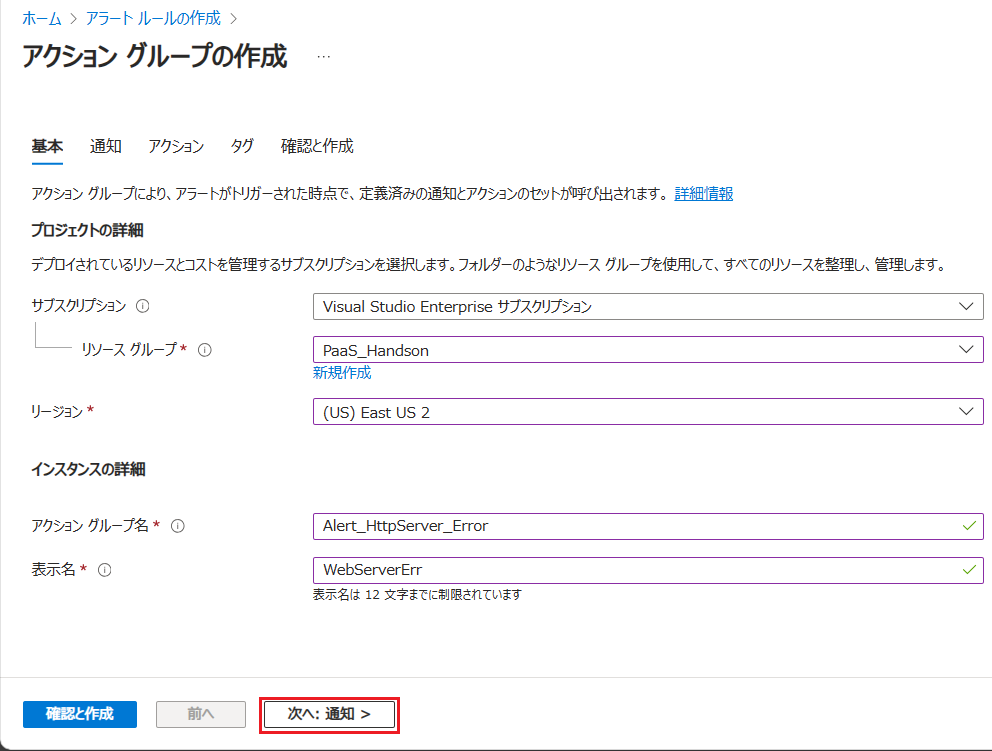 ホーム > アラート ルールの作成 >
アクション グループの作成 …
基本 通知 アクション タグ 確認と作成
アクション グループにより、アラートがトリガーされた時点で、定義済みの通知とアクションのセットが呼び出されます。 詳細情報
プロジェクトの詳細
デプロイされているリソースとコストを管理するサブスクリプションを選択します。フォルダーのようなリソース グループを使用して、すべてのリソースを整理し、管理します。
サブスクリプション Visual Studio Enterprise サブスクリプション
リソース グループ * PaaS_Handson
新規作成
リージョン * (US) East US 2
インスタンスの詳細
アクション グループ名 * Alert_HttpServer_Error
表示名 * WebServerErr
表示名は 12 文字までに制限されています
確認と作成 前へ 次へ: 通知 >